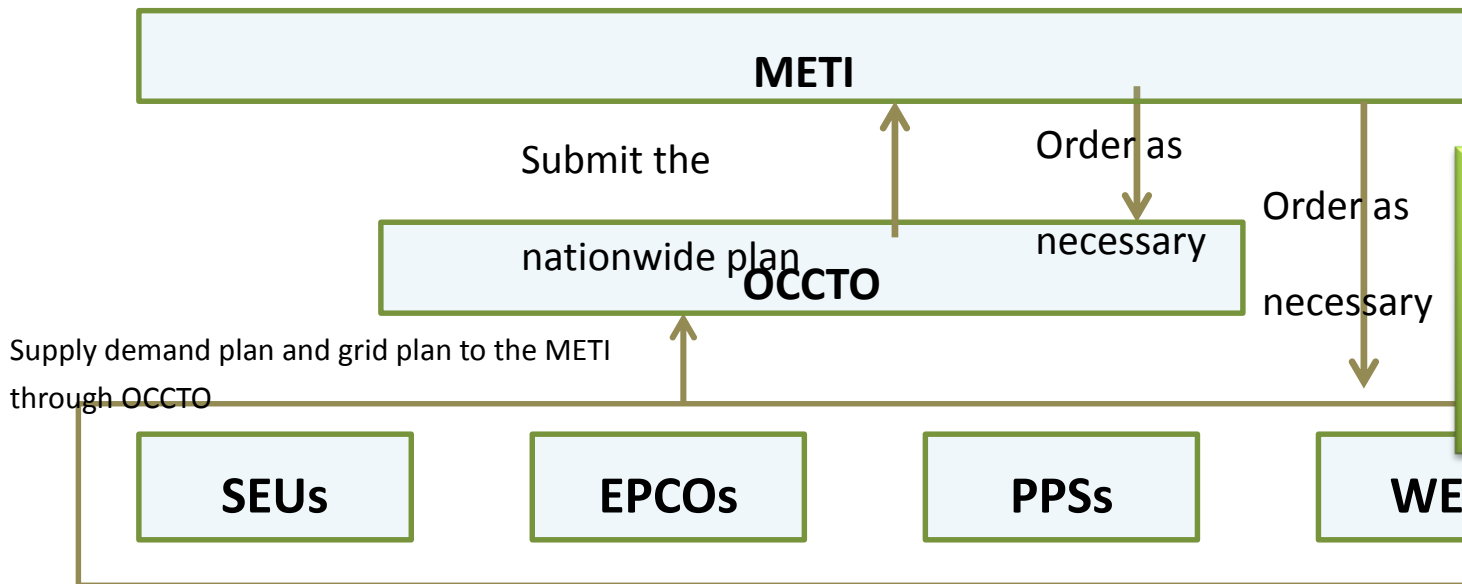 METI
Submit the
nationwide plan
Order as
necessary
Order as
necessary
OCCTO
Supply demand plan and grid plan to the METI
through OCCTO
SEUs
EPCOs
PPSs
WE